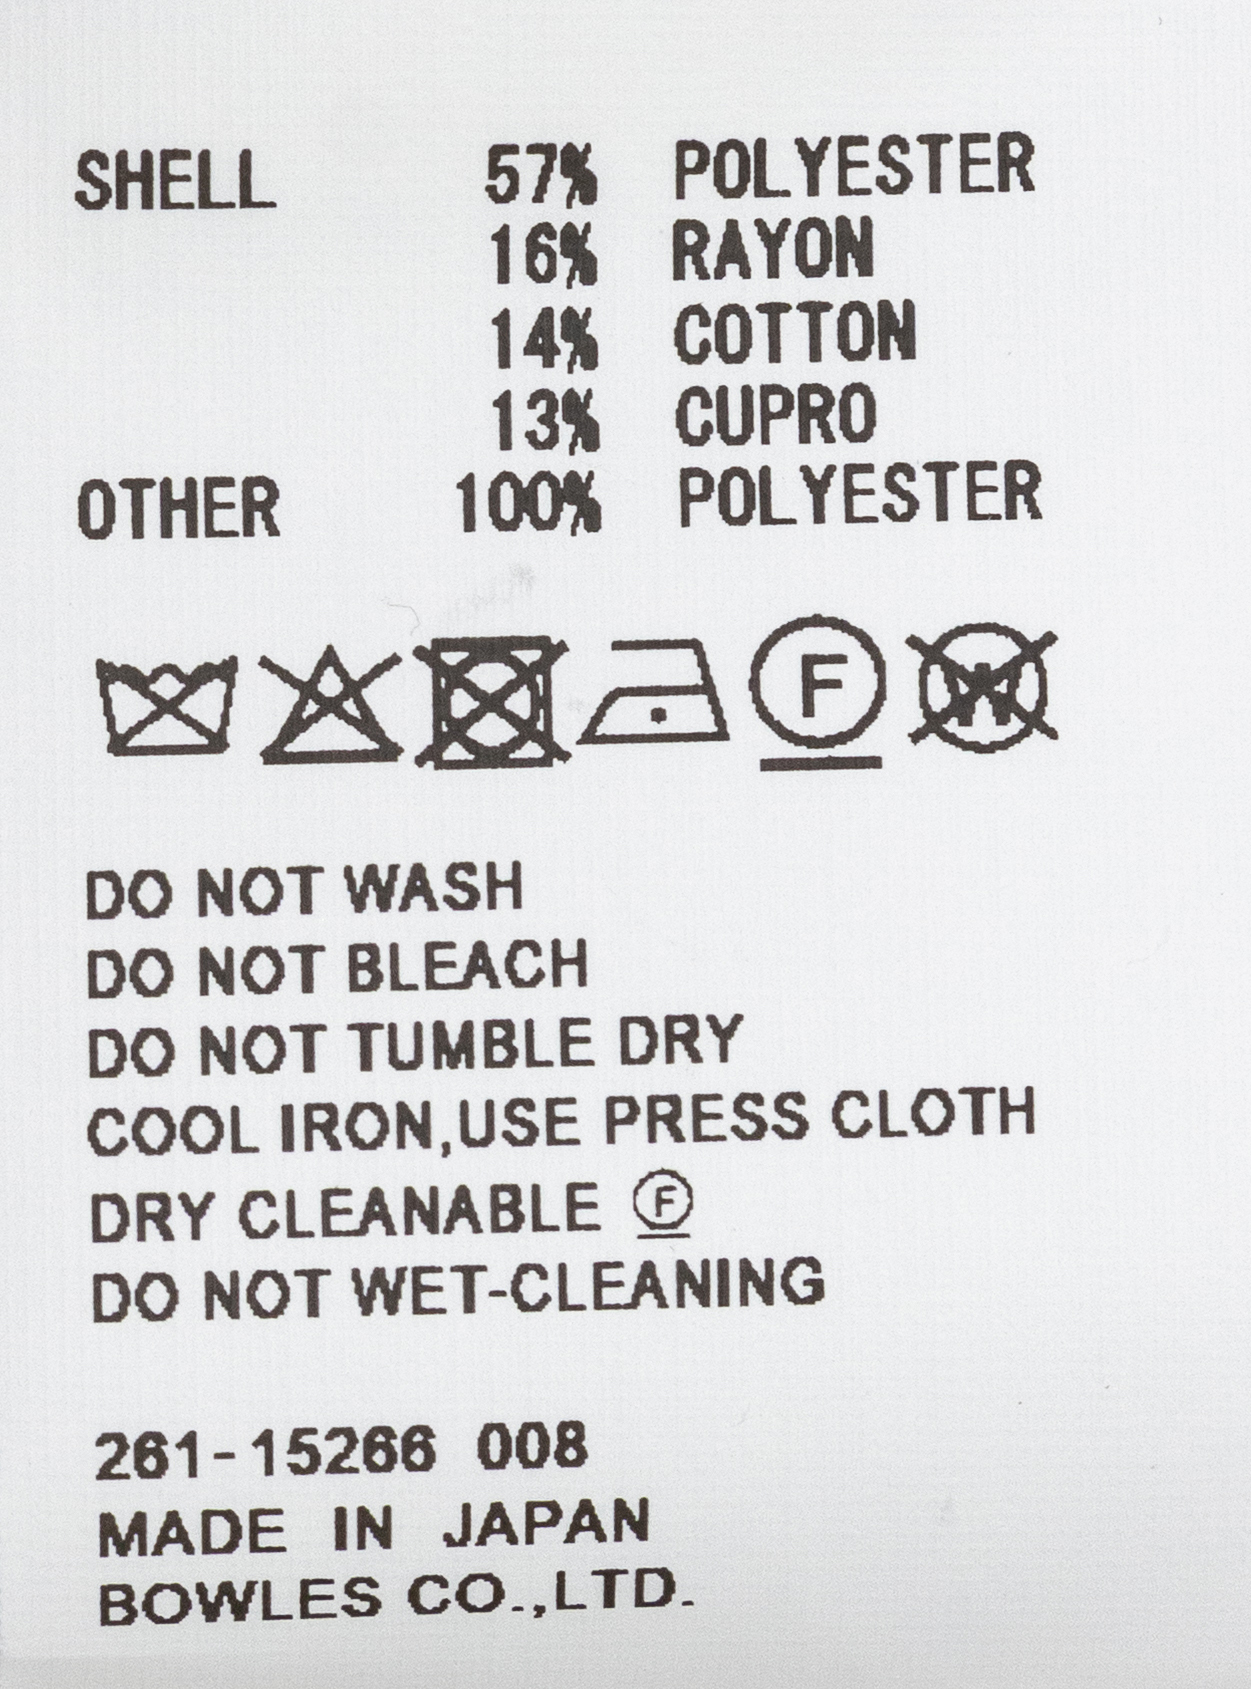 SHELL 57% POLYESTER
16% RAYON
14% COTTON
13% CUPRO
OTHER 100% POLYESTER
F W
DO NOT WASH
DO NOT BLEACH
DO NOT TUMBLE DRY
COOL IRON,USE PRESS CLOTH
DRY CLEANABLE F
DO NOT WET-CLEANING
261-15266 008
MADE IN JAPAN
BOWLES CO.,LTD.